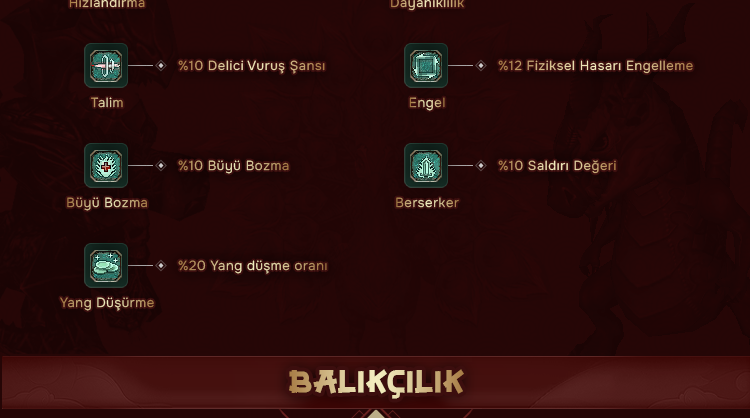 Hızlandırma
Dayanıklılık
%10 Delici Vuruş Şansı
Talim
%12 Fiziksel Hasarı Engelleme
Engel
%10 Büyü Bozma
Büyü Bozma
%10 Saldırı Değeri
Berserker
%20 Yang düşme oranı
Yang Düşürme
BALIKÇILIK